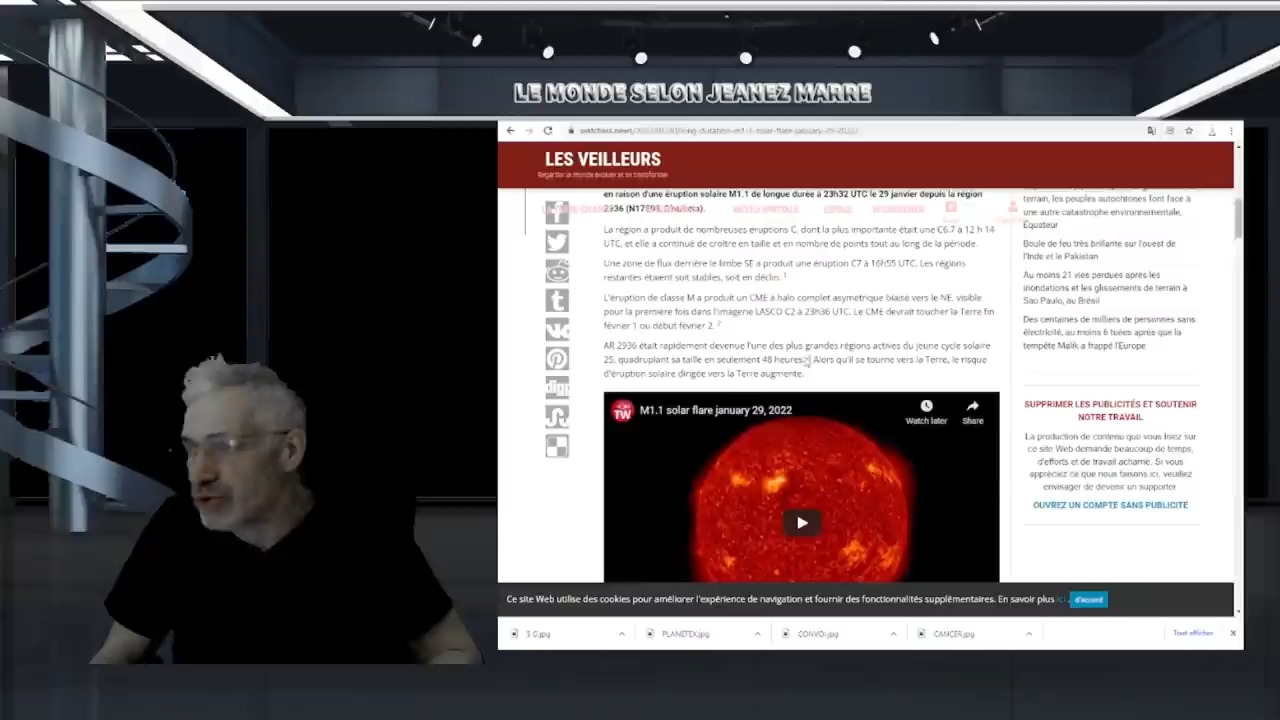 LE MONDE SELON JEANEZ MARRE
LES VEILLEURS
Regarder le monde évoluer et se transformer
en raison d'une éruption solaire M1.1 de longue durée à 23h32 UTC le 29 janvier depuis la région
2936
La région a produit de nombreuses éruptions C, dont la plus importante était une C6.7 à 12 h 14
UTC, et elle a continué de croître en taille et en nombre de points tout au long de la période.
Une zone de flux derrière le limbe SE a produit une éruption C7 à 16h55 UTC. Les régions
restantes étaient soit stables, soit en déclin. 1
L'éruption de classe M a produit un CME à halo complet asymétrique biaisé vers le NE, visible
pour la première fois dans l'imagerie LASCO C2 à 23h36 UTC. Le CME devrait toucher la Terre fin
février 1 ou début février 2. 2
AR 2936 était rapidement devenue l'une des plus grandes régions actives du jeune cycle solaire
25, quadruplant sa taille en seulement 48 heures. Alors qu'il se tourne vers la Terre, le risque
d'éruption solaire dirigée vers la Terre augmente.
TW
M1.1 solar flare january 29, 2022
Watch later
Share
terrain, les peuples autochtones font face à
une autre catastrophe environnementale,
Équateur
Boule de feu très brillante sur l'ouest de
l'Inde et le Pakistan
Au moins 21 vies perdues après les
inondations et les glissements de terrain à
Sao Paulo, au Brésil
Des centaines de milliers de personnes sans
électricité, au moins 6 tuées après que la
tempête Malik a frappé l'Europe
SUPPRIMER LES PUBLICITÉS ET SOUTENIR
NOTRE TRAVAIL
La production de contenu que vous lisez sur
ce site Web demande beaucoup de temps,
d'efforts et de travail acharné. Si vous
appréciez ce que nous faisons ici, veuillez
envisager de devenir un supporter
OUVREZ UN COMPTE SANS PUBLICITÉ
Ce site Web utilise des cookies pour améliorer l'expérience de navigation et fournir des fonctionnalités supplémentaires. En savoir plus ici.
d'accord
3 G.jpg
PLANETEX.jpg
CONVO.jpg
CANCER.jpg
Tout afficher